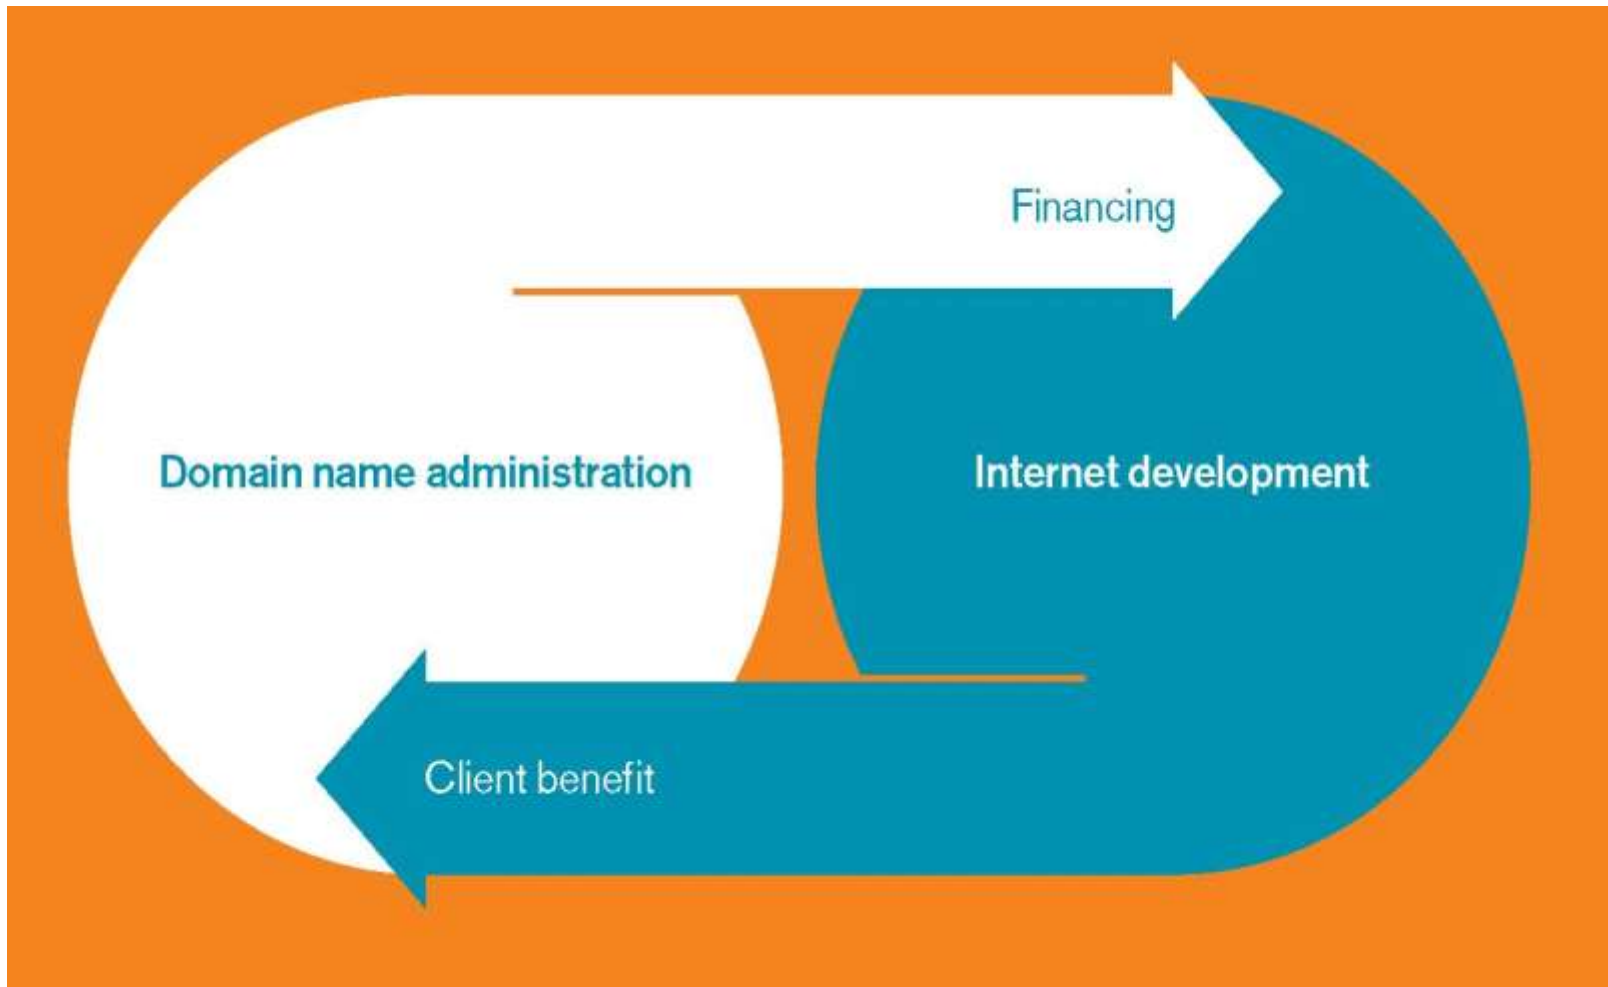 Financing
Domain name administration
Internet development
Client benefit